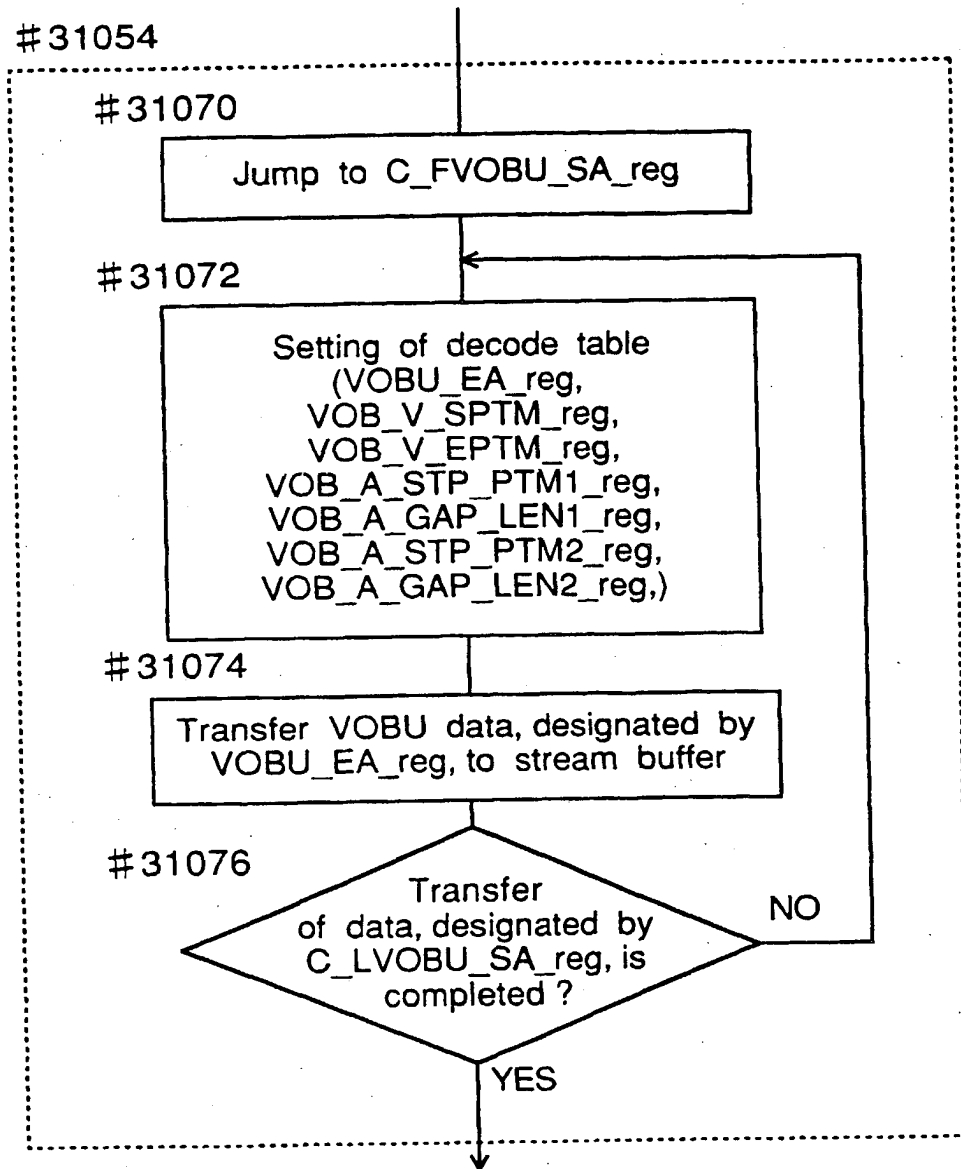 #31054
#31070
Jump to C_FVOBU_SA_reg
#31072
Setting of decode table
(VOBU_EA_reg,
VOB_V_SPTM_reg,
VOB_V_EPTM_reg,
VOB_A_STP_PTM1_reg,
VOB_A_GAP_LEN1_reg,
VOB_A_STP_PTM2_reg,
VOB_A_GAP_LEN2_reg,)
#31074
Transfer VOBU data, designated by
VOBU_EA_reg, to stream buffer
#31076
Transfer
of data, designated by
C_LVOBU_SA_reg, is
completed ?
NO
YES